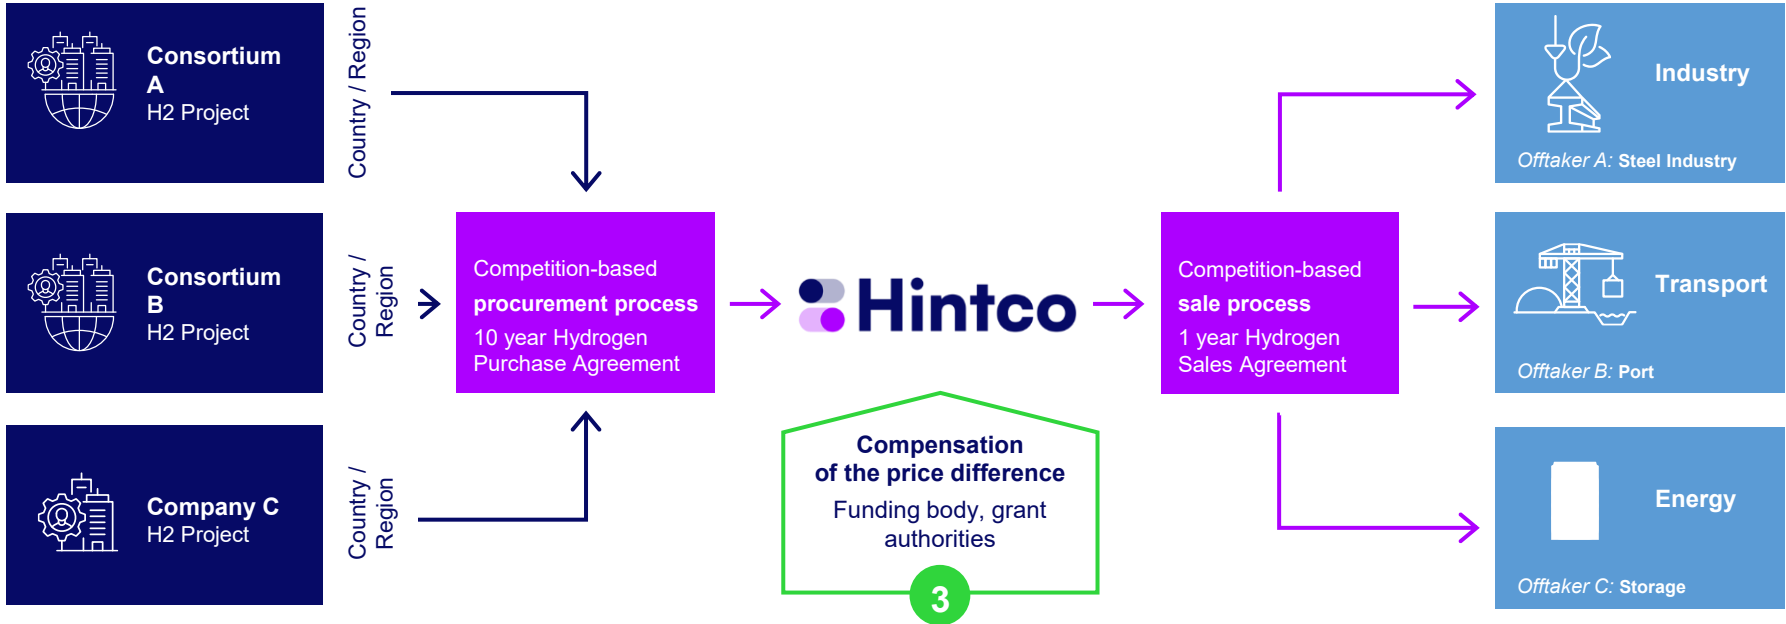 Consortium
A
H2 Project
Country / Region
Consortium
B
H2 Project
Country /
Region
Company C
H2 Project
Country /
Region
Competition-based
procurement process
10 year Hydrogen
Purchase Agreement
Hintco
Compensation
of the price difference
Funding body, grant
authorities
3
Competition-based
sale process
1 year Hydrogen
Sales Agreement
Industry
Offtaker A: Steel Industry
Transport
Offtaker B: Port
Energy
Offtaker C: Storage